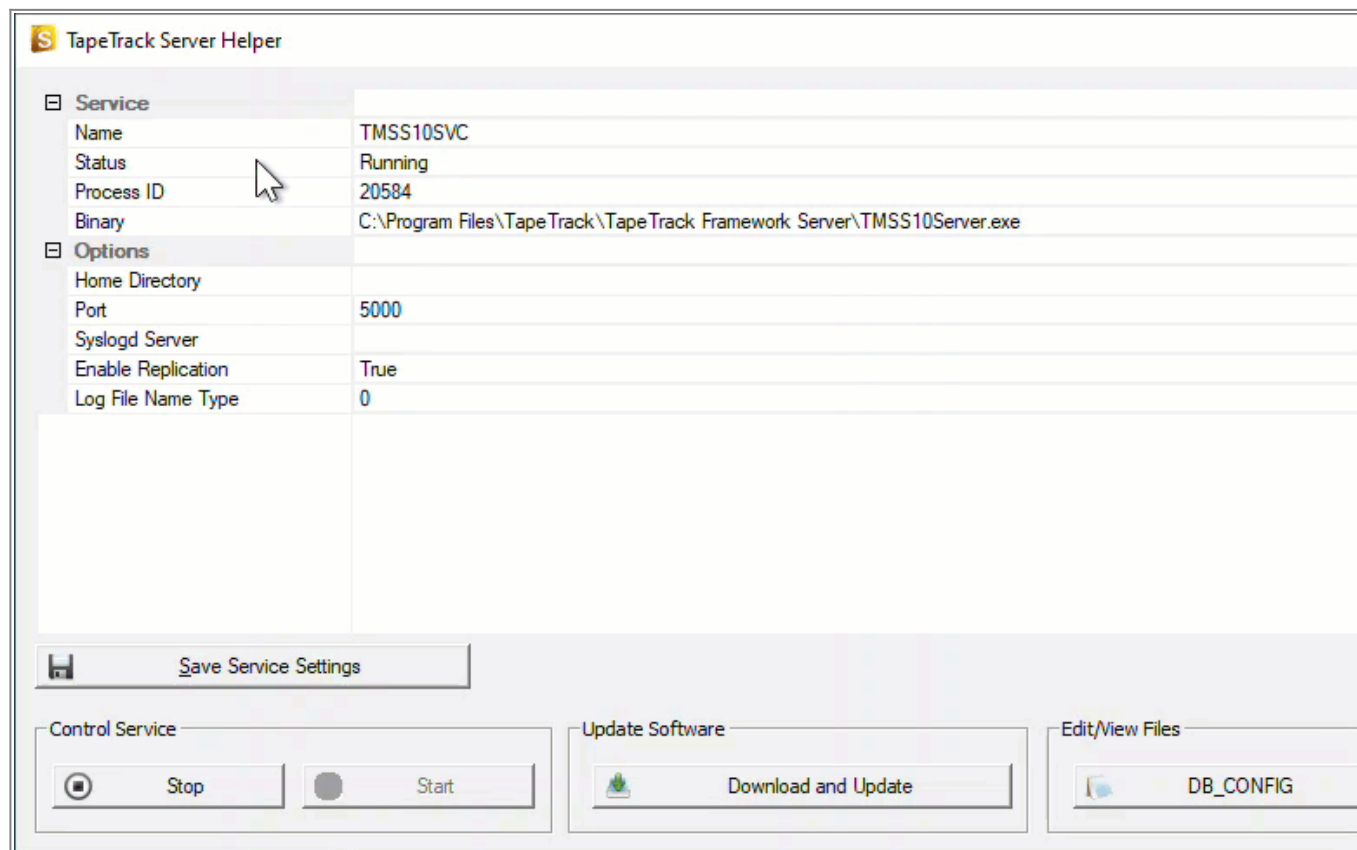 TapeTrack Server Helper
Service
Name TMSS10SVC
Status Running
Process ID 20584
Binary C:\Program Files\TapeTrack\TapeTrack Framework Server\TMSS10Server.exe
Options
Home Directory
Port 5000
Syslogd Server
Enable Replication True
Log File Name Type 0
Save Service Settings
Control Service Update Software Edit/View Files
Stop Start Download and Update DB_CONFIG